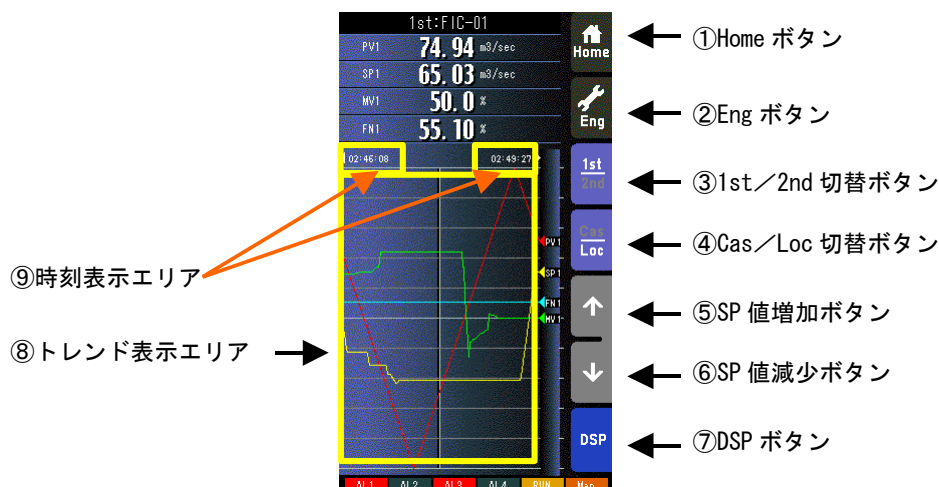 1st:FIC-01
PV1 74.94 m3/sec
SP1 65.03 m3/sec
MV1 50.0 %
FN1 55.10 %
02:46:08 02:49:27
PV1
SP1
FN1
MV1
AL1 AL2 AL3 AL4 RUN Man
Home
Eng
1st
2nd
Cas
Loc
DSP
①Home ボタン
②Eng ボタン
③1st／2nd 切替ボタン
④Cas／Loc 切替ボタン
⑤SP 値増加ボタン
⑥SP 値減少ボタン
⑦DSP ボタン
⑨時刻表示エリア
⑧トレンド表示エリア